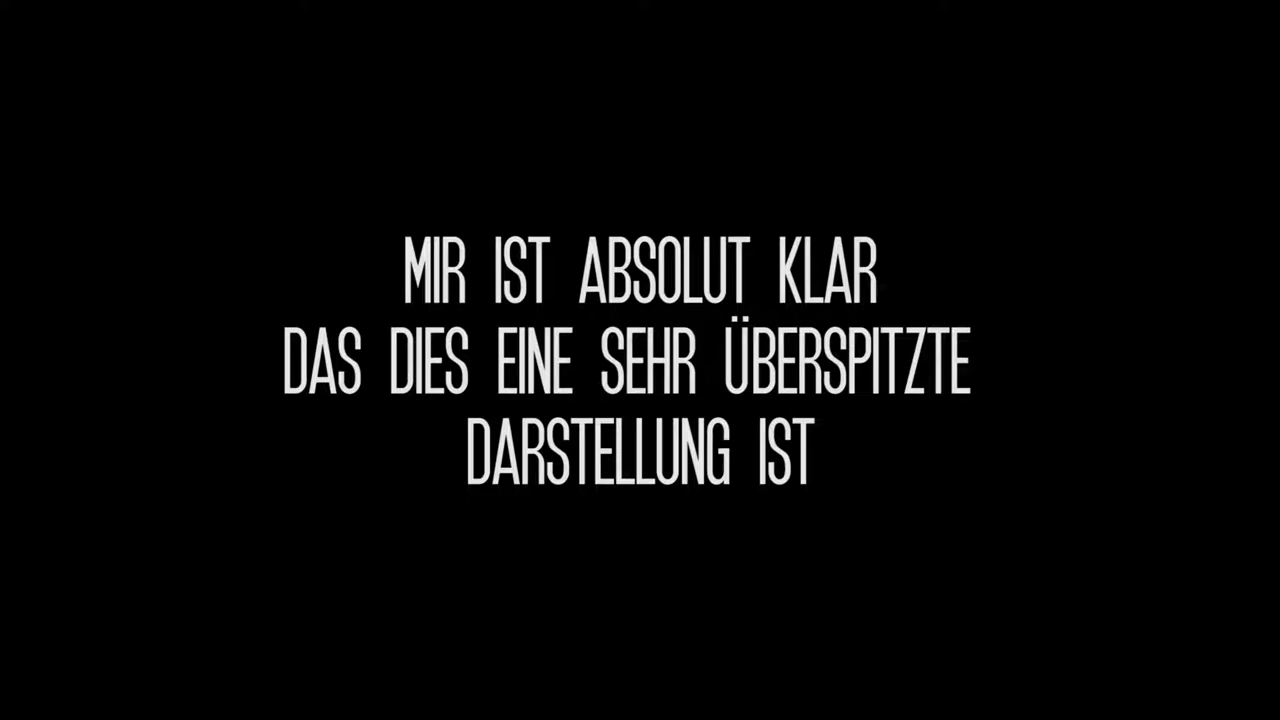 MIR IST ABSOLUT KLAR
DAS DIES EINE SEHR ÜBERSPITZTE
DARSTELLUNG IST